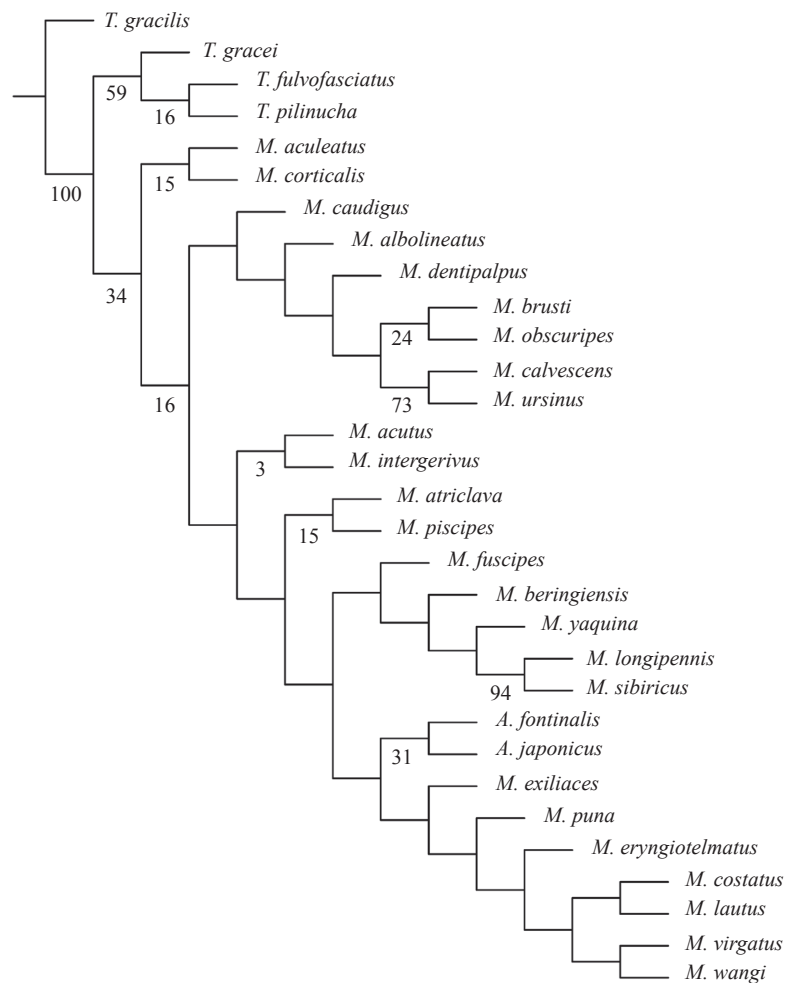 T. gracilis
T. gracei
T. fulvofasciatus
59
16
T. pilinucha
M. aculeatus
15
M. corticalis
100
M. caudigus
M. albolineatus
M. dentipalpus
34
M. brusti
24
M. obscuripes
M. calvescens
16
73
M. ursinus
M. acutus
3
M. intergerivus
M. atriclava
15
M. piscipes
M. fuscipes
M. beringiensis
M. yaquina
M. longipennis
94
M. sibiricus
A. fontinalis
31
A. japonicus
M. exiliaces
M. puna
M. eryngiotelmatus
M. costatus
M. lautus
M. virgatus
M. wangi